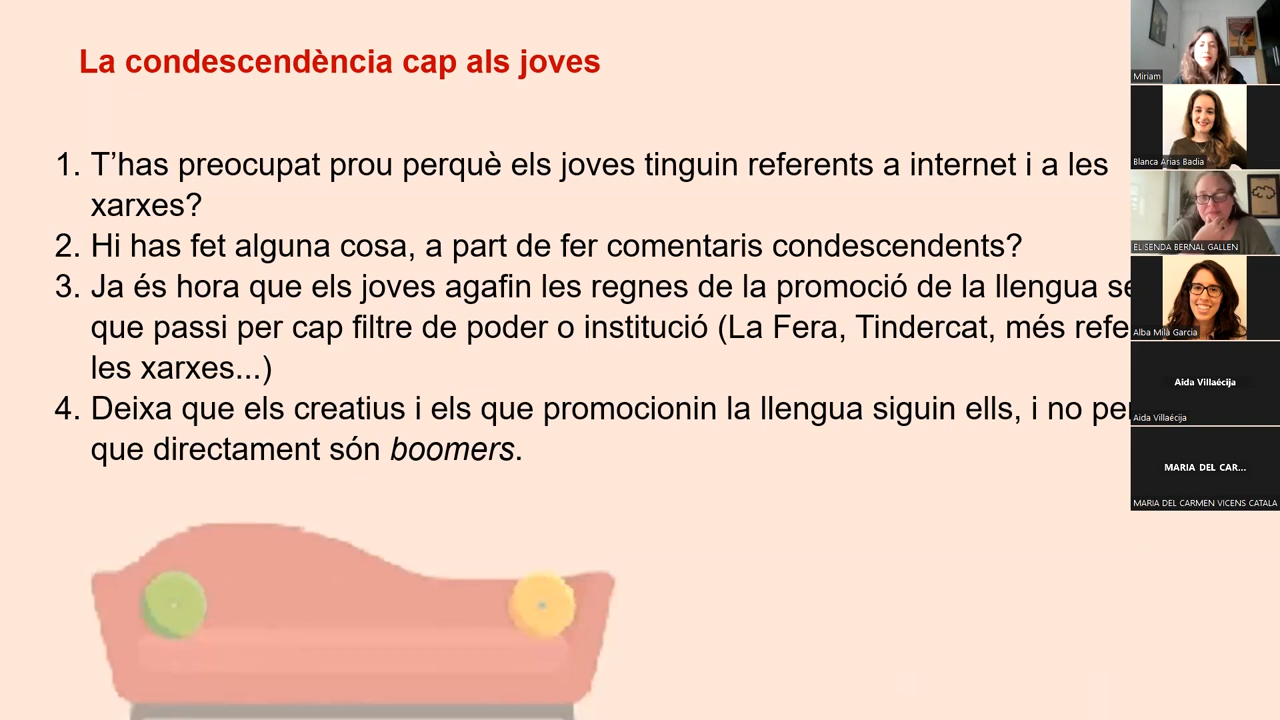 La condescendència cap als joves
1. T’has preocupat prou perquè els joves tinguin referents a internet i a les
xarxes?
2. Hi has fet alguna cosa, a part de fer comentaris condescendents?
3. Ja és hora que els joves agafin les regnes de la promoció de la llengua
que passi per cap filtre de poder o institució (La Fera, Tindercat, més
les xarxes...)
4. Deixa que els creatius i els que promocionin la llengua siguin ells, i no
que directament són boomers.
Miriam
Blanca Arias Badia
ELISENDA BERNAL GALLEN
Alba Milà Garcia
Aida Villaécija
Aida Villaécija
MARIA DEL CAR...
MARIA DEL CARMEN VICENS CATALA